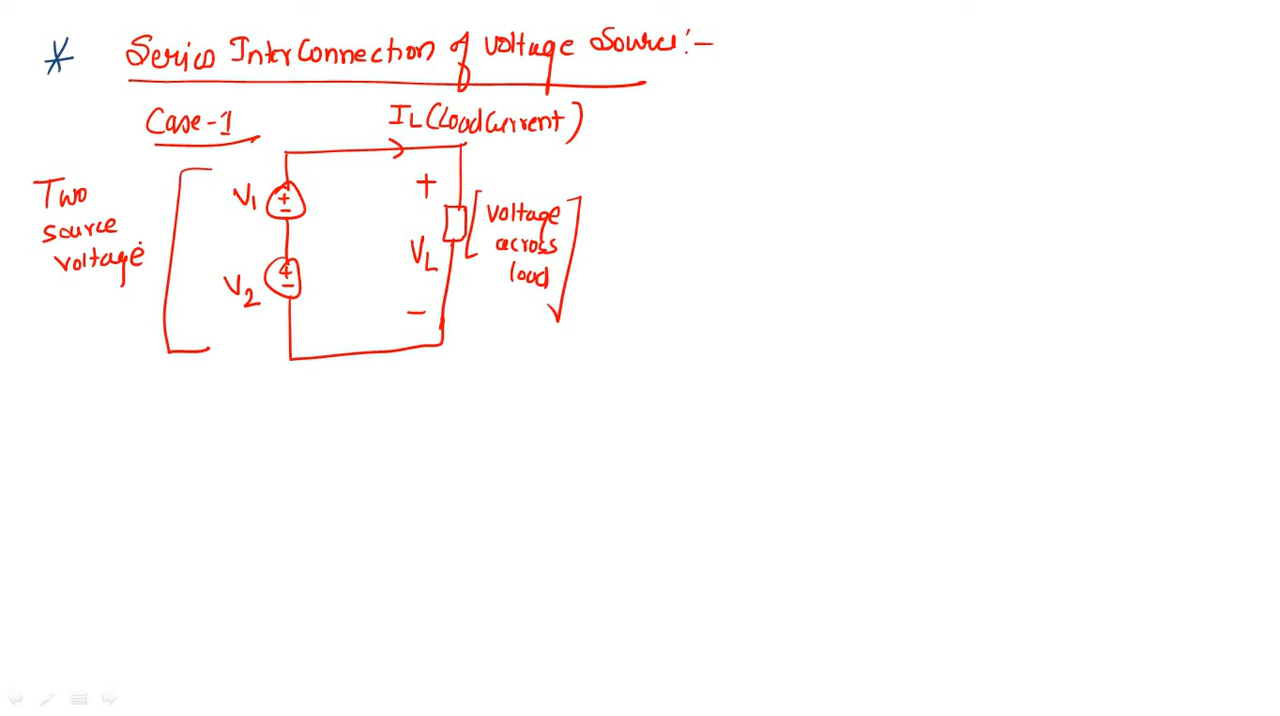 * Series InterConnection of voltage Source:-
Case-1
IL (Load Current)
Two
source
voltage
V1
+
-
V2
+
-
+
VL
-
[voltage
across
load]